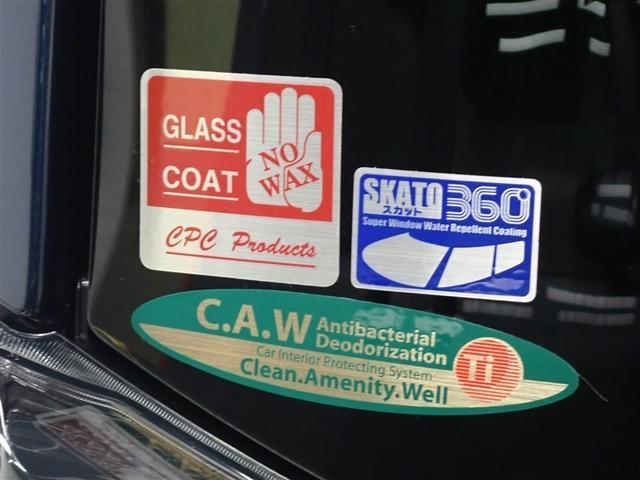 GLASS
COAT
NO
WAX
CPC Products
SKATO 360°
スカット
Super Window Water Repellent Coating
C.A.W Antibacterial
Deodorization
Car Interior Protecting System
Clean.Amenity.Well
Ti